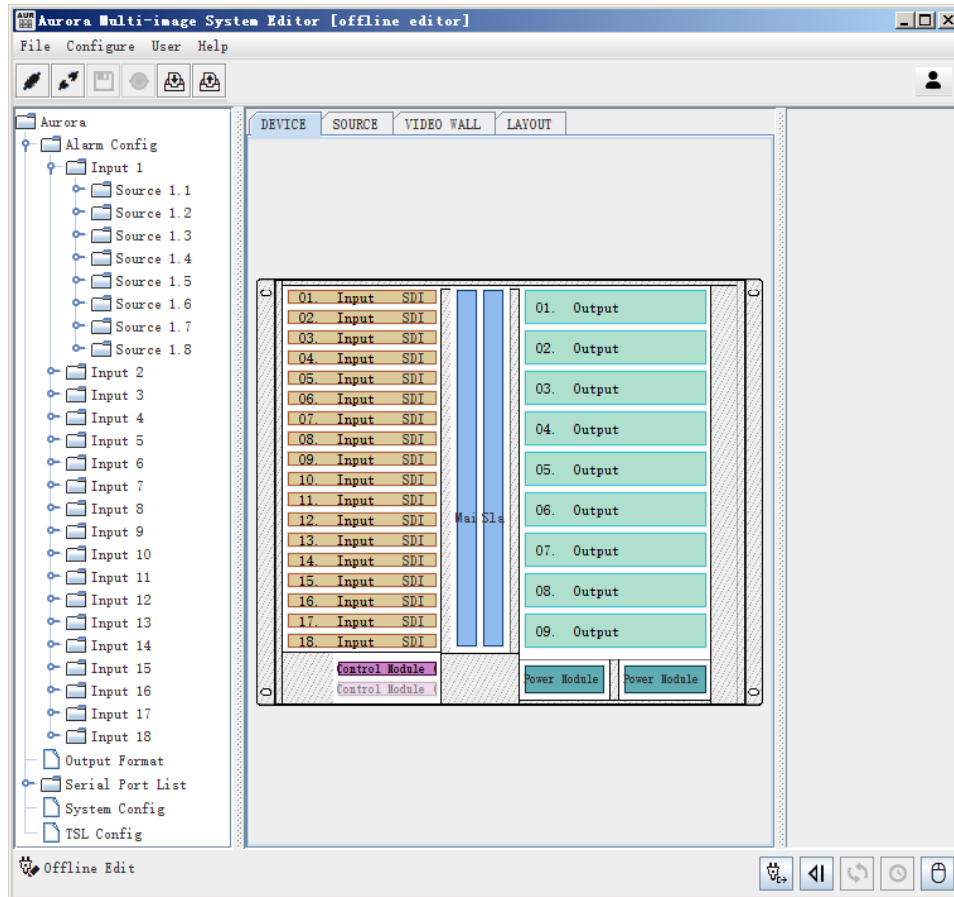 AUR
Aurora Multi-image System Editor [offline editor]
File Configure User Help
Aurora
Alarm Config
Input 1
Source 1.1
Source 1.2
Source 1.3
Source 1.4
Source 1.5
Source 1.6
Source 1.7
Source 1.8
Input 2
Input 3
Input 4
Input 5
Input 6
Input 7
Input 8
Input 9
Input 10
Input 11
Input 12
Input 13
Input 14
Input 15
Input 16
Input 17
Input 18
Output Format
Serial Port List
System Config
TSL Config
DEVICE SOURCE VIDEO WALL LAYOUT
01. Input SDI
02. Input SDI
03. Input SDI
04. Input SDI
05. Input SDI
06. Input SDI
07. Input SDI
08. Input SDI
09. Input SDI
10. Input SDI
11. Input SDI
12. Input SDI
13. Input SDI
14. Input SDI
15. Input SDI
16. Input SDI
17. Input SDI
18. Input SDI
Control Module (
Control Module (
Mai Sla
01. Output
02. Output
03. Output
04. Output
05. Output
06. Output
07. Output
08. Output
09. Output
Power Module Power Module
Offline Edit